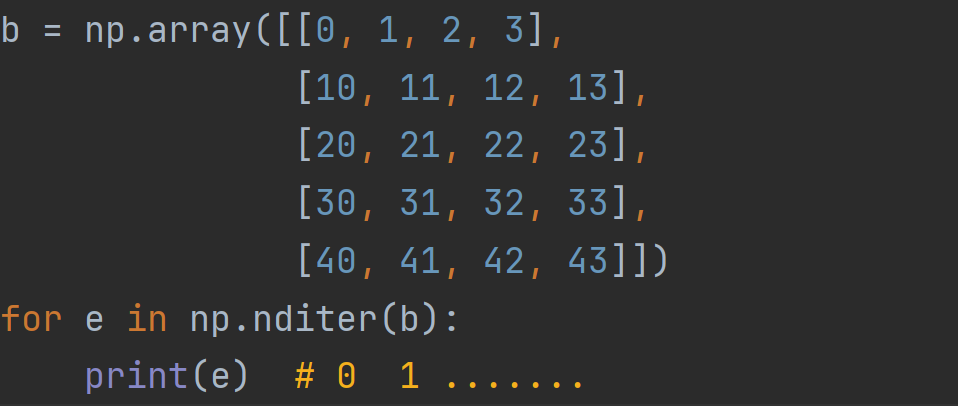 b = np.array([[0, 1, 2, 3],
              [10, 11, 12, 13],
              [20, 21, 22, 23],
              [30, 31, 32, 33],
              [40, 41, 42, 43]])
for e in np.nditer(b):
    print(e)  # 0  1 .......